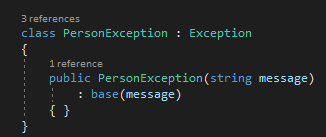 3 references
class PersonException : Exception
{
1 reference
public PersonException(string message)
: base(message)
{ }
}